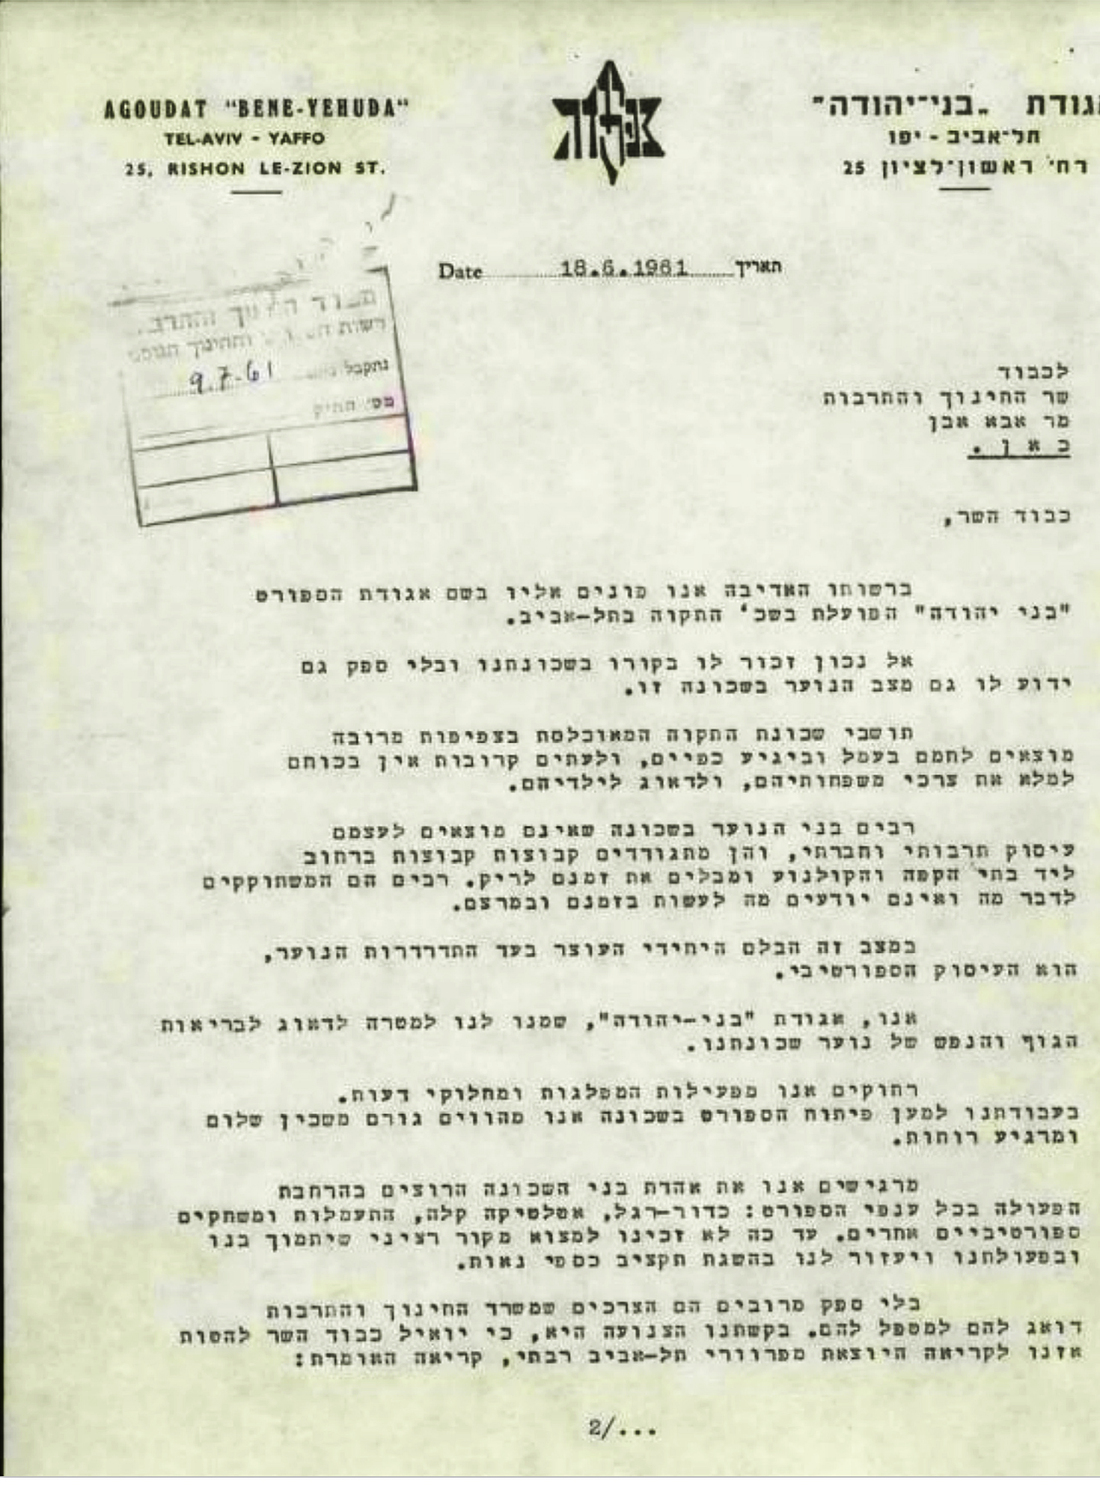 AGOUDAT "BENE-YEHUDA"
TEL-AVIV - YAFFO
25, RISHON LE-ZION ST.
אגודת "בני־יהודה"
תל־אביב - יפו
רח' ראשון־לציון 25
Date 18.6.1961 תאריך
רשות
נתקבל
9.7-61
מס' התיק
לכבוד
שר החינוך והתרבות
מר אבא אבן
כ א ן .
כבוד השר,
ברשותו האדיבה אנו פונים אליו בשם אגודת הספורט
"בני יהודה" הפועלת בשכ' התקוה בתל-אביב.
אל נכון זכור לו בקורו בשכונתנו ובלי ספק גם
ידוע לו גם מצב הנוער בשכונה זו.
תושבי שכונת התקוה המאוכלסת בצפיפות מרובה
מוצאים לחמם בעמל וביגיע כפיים, ולעתים קרובות אין בכוחם
למלא את צרכי משפחותיהם, ולדאוג לילדיהם.
רבים בני הנוער בשכונה שאינם מוצאים לעצמם
עיסוק תרבותי וחברתי, והן מתגודדים קבוצות קבוצות ברחוב
ליד בתי הקפה והקולנוע ומבלים את זמנם לריק. רבים הם המשתוקקים
לדבר מה ואינם יודעים מה לעשות בזמנם ובמרצם.
במצב זה הבלם היחידי העוצר בעד התדרדרות הנוער,
הוא העיסוק הספורטיבי.
אנו, אגודת "בני-יהודה", שמנו לנו למטרה לדאוג לבריאות
הגוף והנפש של נוער שכונתנו.
רחוקים אנו מפעילות המפלגות ומחלוקי דעות.
בעבודתנו למען פיתוח הספורט בשכונה אנו מהווים גורם משכין שלום
ומרגיע רוחות.
מרגישים אנו את אהדת בני השכונה הרוצים בהרחבת
הפעולה בכל ענפי הספורט: כדור-רגל, אטלטיקה קלה, התעמלות ומשחקים
ספורטיביים אחרים. עד כה לא זכינו למצוא מקור רציני שיתמוך בנו
ובפעולתנו ויעזור לנו בהשגת תקציב כספי נאות.
בלי ספק מרובים הם הצרכים שמשרד החינוך והתרבות
דואג להם למטפל להם. בקשתנו הצנועה היא, כי יואיל כבוד השר להטות
אזנו לקריאה היוצאת מפרוורי תל-אביב רבתי, קריאה האומרת:
2/...